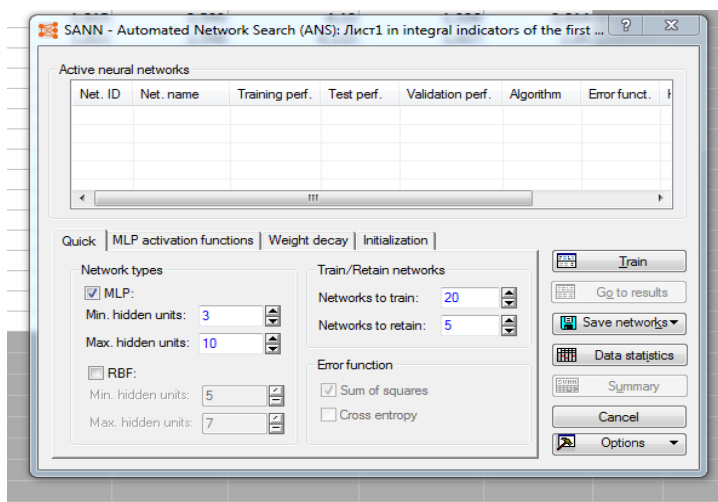 SANN - Automated Network Search (ANS): Лист1 in integral indicators of the first ...
Active neural networks
Net. ID Net. name Training perf. Test perf. Validation perf. Algorithm Error funct.
Quick MLP activation functions Weight decay Initialization
Network types
MLP:
Min. hidden units: 3
Max. hidden units: 10
RBF:
Min. hidden units: 5
Max. hidden units: 7
Train/Retain networks
Networks to train: 20
Networks to retain: 5
Error function
Sum of squares
Cross entropy
Train
Go to results
Save networks
Data statistics
Summary
Cancel
Options